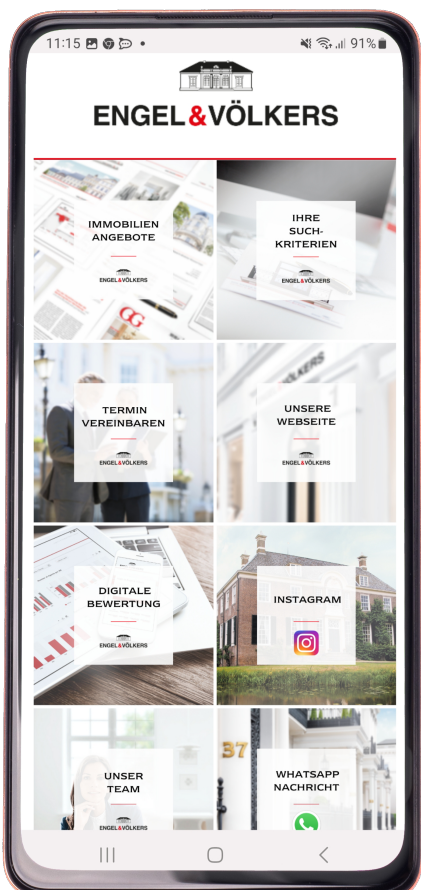 11:15
91%
ENGEL&VÖLKERS
IMMOBILIEN
ANGEBOTE
ENGEL&VÖLKERS
IHRE
SUCH-
KRITERIEN
ENGEL&VÖLKERS
TERMIN
VEREINBAREN
ENGEL&VÖLKERS
UNSERE
WEBSEITE
ENGEL&VÖLKERS
DIGITALE
BEWERTUNG
ENGEL&VÖLKERS
INSTAGRAM
UNSER
TEAM
ENGEL&VÖLKERS
37
WHATSAPP
NACHRICHT